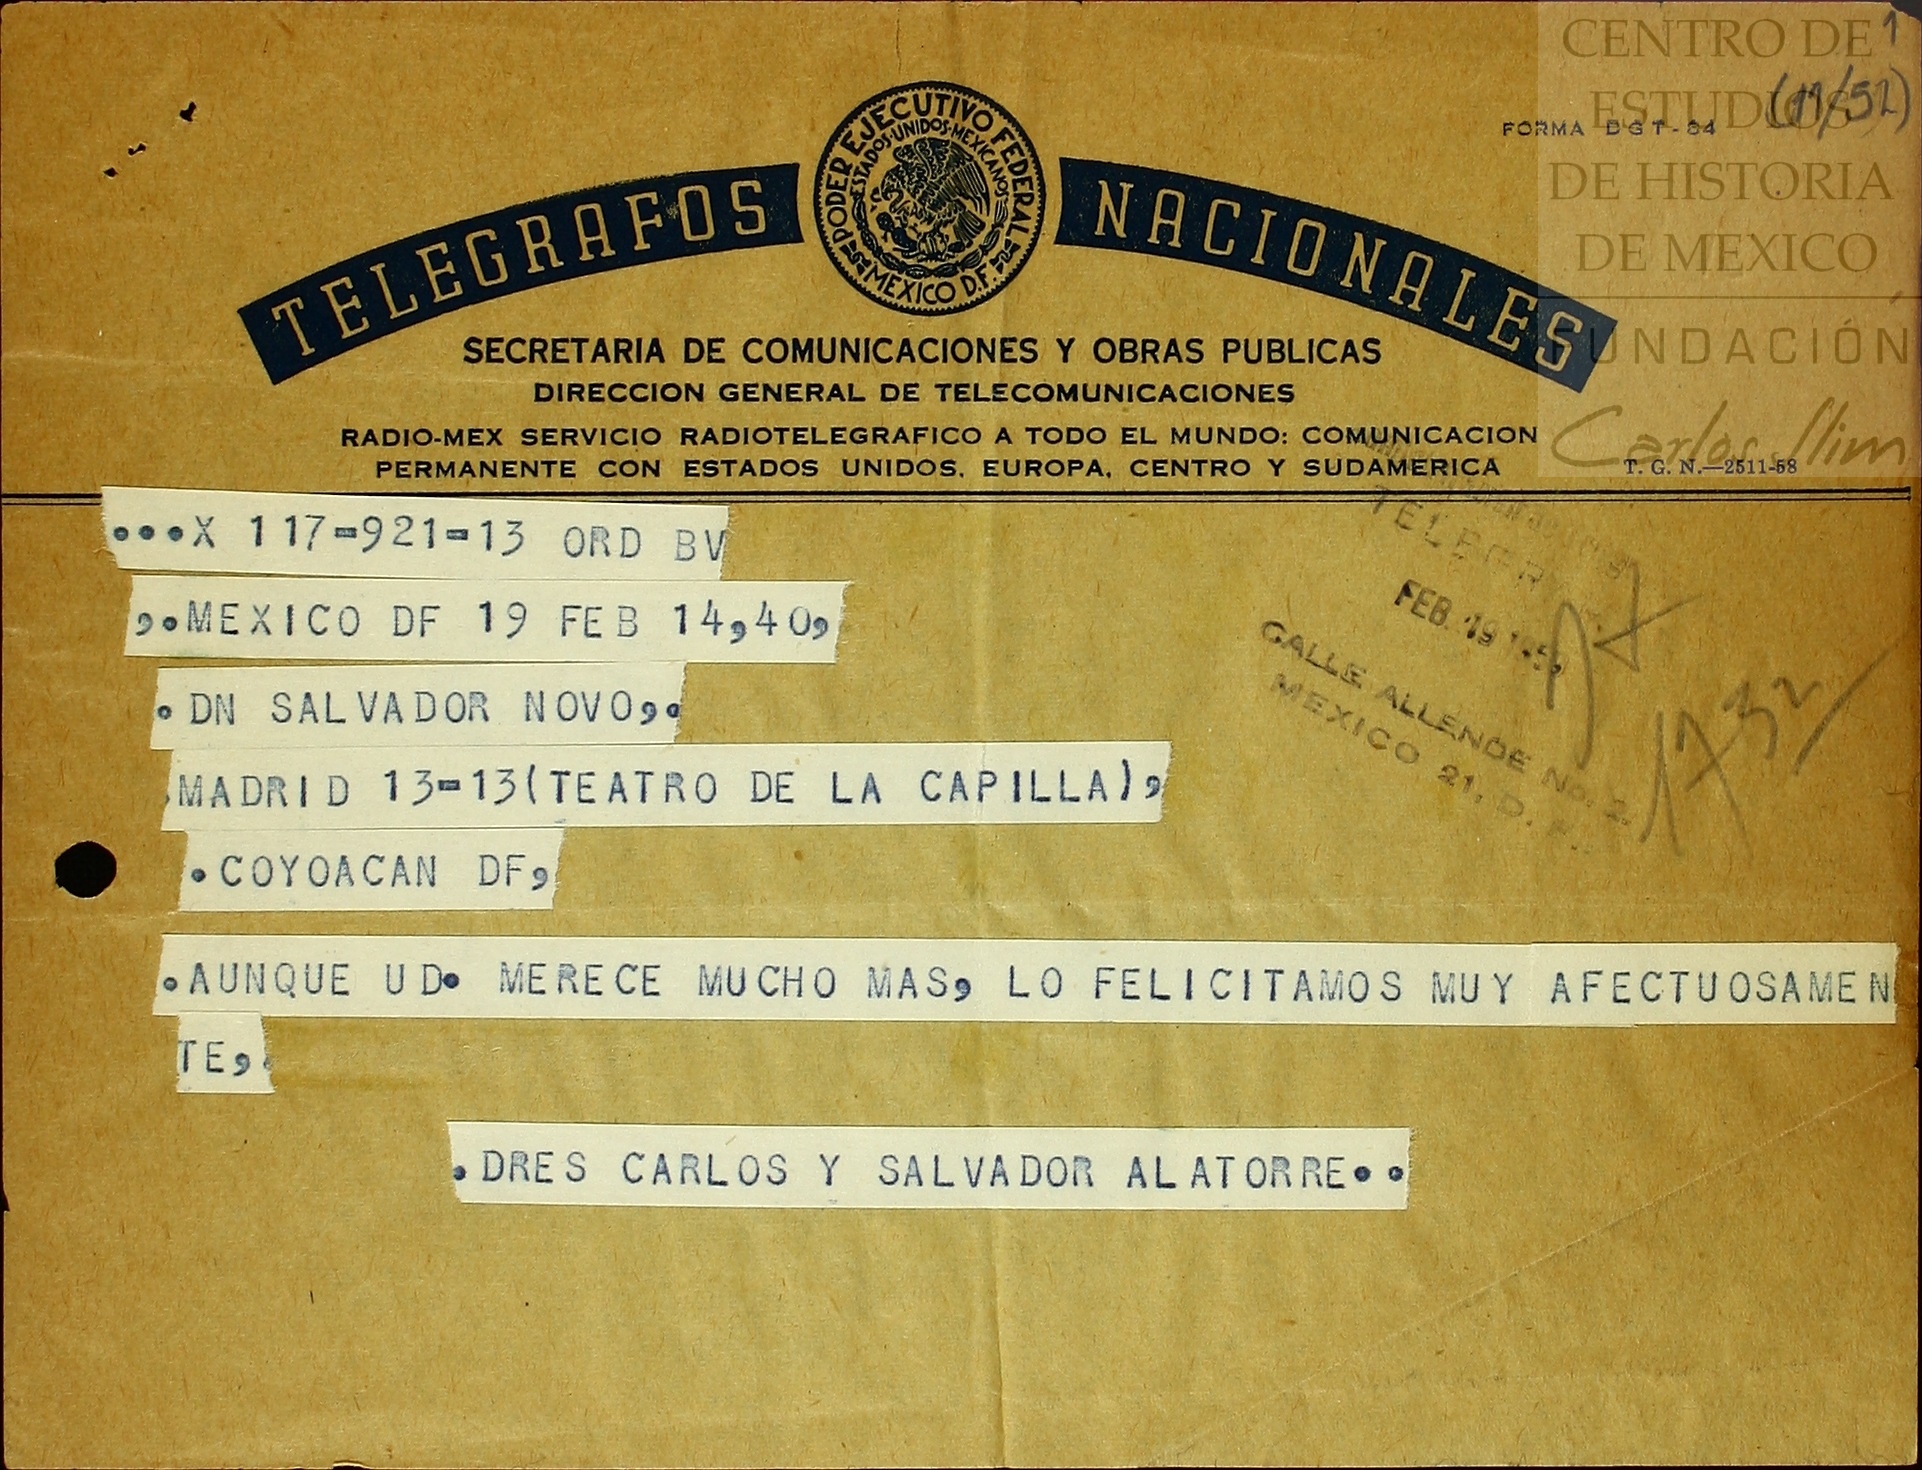 CENTRO DE
ESTUDIOS
DE HISTORIA
DE MEXICO
FUNDACIÓN
Carlos Slim
1
(11/52)
FORMA DGT-84
TELEGRAFOS NACIONALES
PODER EJECUTIVO FEDERAL
ESTADOS·UNIDOS·MEXICANOS
MEXICO D.F.
SECRETARIA DE COMUNICACIONES Y OBRAS PUBLICAS
DIRECCION GENERAL DE TELECOMUNICACIONES
RADIO-MEX SERVICIO RADIOTELEGRAFICO A TODO EL MUNDO: COMUNICACION
PERMANENTE CON ESTADOS UNIDOS, EUROPA, CENTRO Y SUDAMERICA
T. G. N.—2511-58
...X 117-921-13 ORD BV
,.MEXICO DF 19 FEB 14,40,
.DN SALVADOR NOVO,.
.MADRID 13-13(TEATRO DE LA CAPILLA),
.COYOACAN DF,
.AUNQUE UD. MERECE MUCHO MAS, LO FELICITAMOS MUY AFECTUOSAMEN
TE,.
.DRES CARLOS Y SALVADOR ALATORRE..
FEB. 19
CALLE ALLENDE No. 2.
MEXICO 21, D. F.
1732